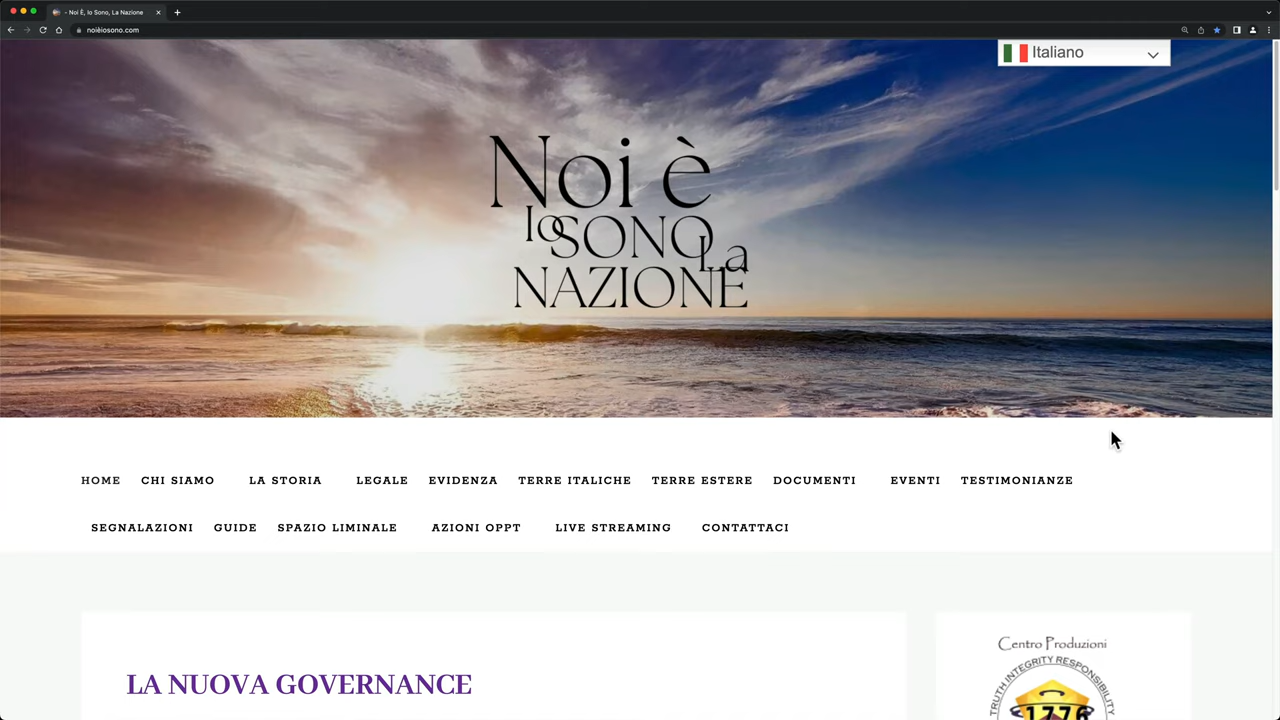 - Noi È, Io Sono, La Nazione
noièiosono.com
Italiano
Noi è
Io SONO La
NAZIONE
HOME CHI SIAMO LA STORIA LEGALE EVIDENZA TERRE ITALICHE TERRE ESTERE DOCUMENTI EVENTI TESTIMONIANZE
SEGNALAZIONI GUIDE SPAZIO LIMINALE AZIONI OPPT LIVE STREAMING CONTATTACI
LA NUOVA GOVERNANCE
Centro Produzioni
TRUTH INTEGRITY RESPONSIBILITY
1776